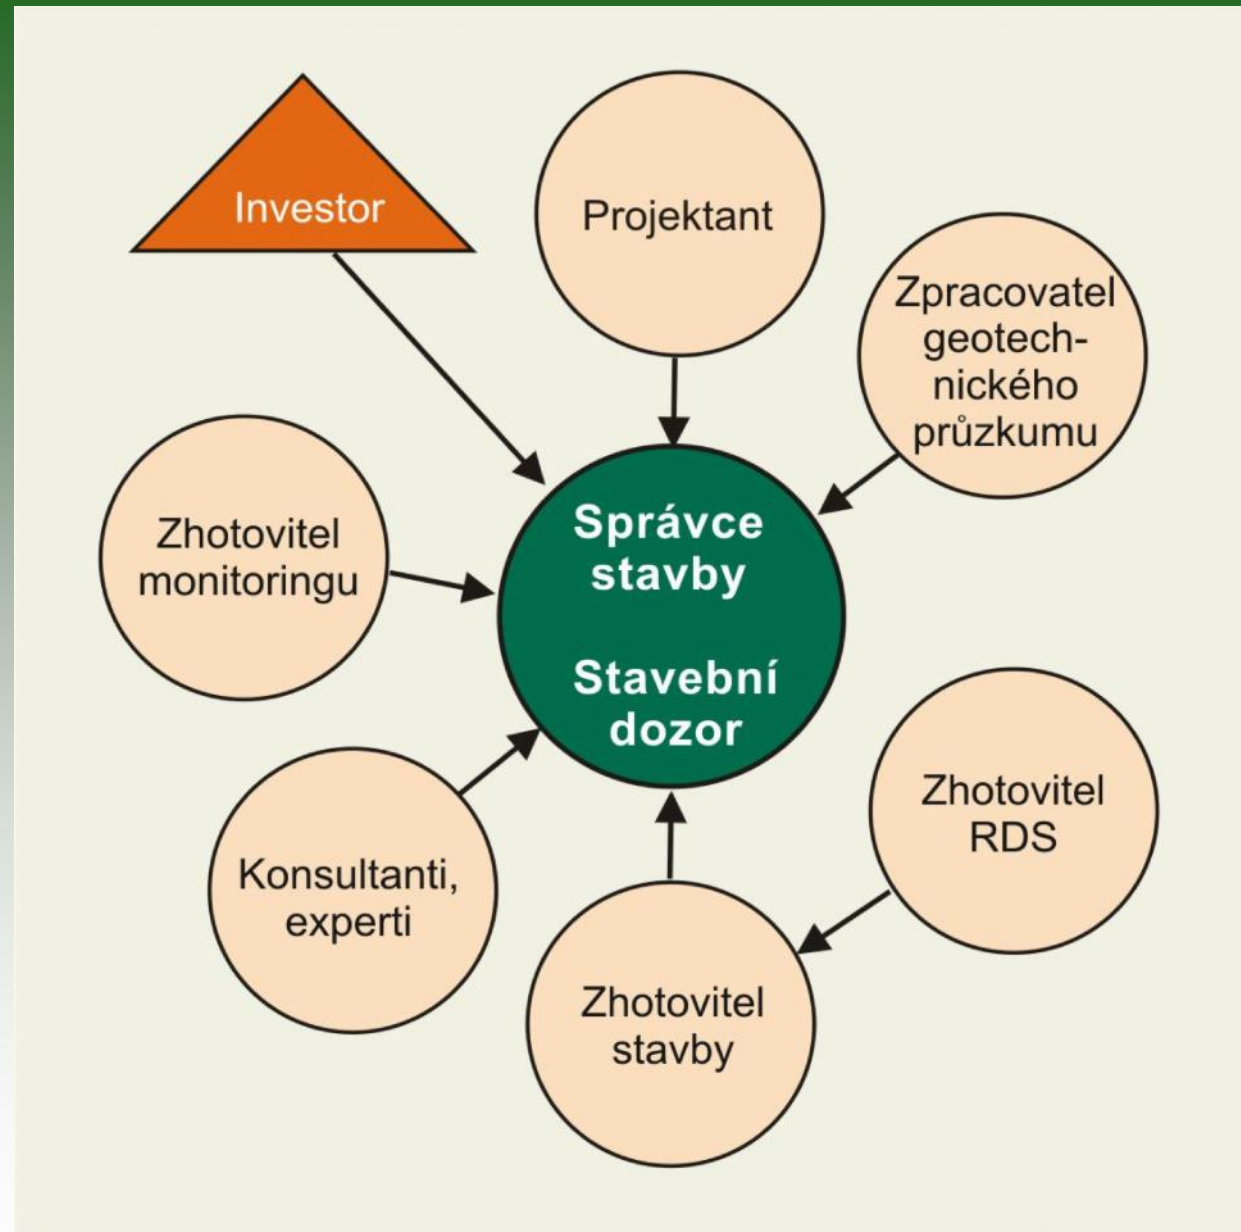 Investor
Projektant
Zpracovatel
geotech-
nického
průzkumu
Zhotovitel
monitoringu
Správce
stavby
Stavební
dozor
Zhotovitel
RDS
Konsultanti,
experti
Zhotovitel
stavby